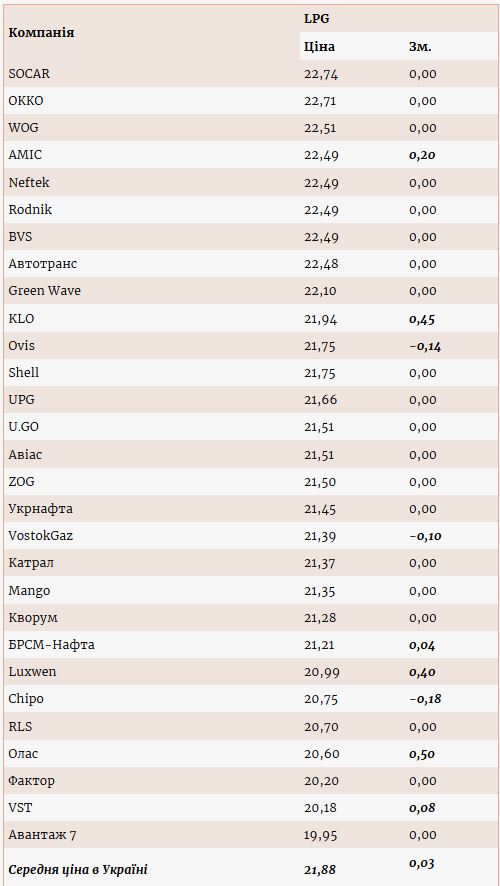 Компанія
LPG
Ціна Зм.
SOCAR 22,74 0,00
ОККО 22,71 0,00
WOG 22,51 0,00
AMIC 22,49 0,20
Neftek 22,49 0,00
Rodnik 22,49 0,00
BVS 22,49 0,00
Автотранс 22,48 0,00
Green Wave 22,10 0,00
KLO 21,94 0,45
Ovis 21,75 -0,14
Shell 21,75 0,00
UPG 21,66 0,00
U.GO 21,51 0,00
Авіас 21,51 0,00
ZOG 21,50 0,00
Укрнафта 21,45 0,00
VostokGaz 21,39 -0,10
Катрал 21,37 0,00
Mango 21,35 0,00
Кворум 21,28 0,00
БРСМ-Нафта 21,21 0,04
Luxwen 20,99 0,40
Chipo 20,75 -0,18
RLS 20,70 0,00
Олас 20,60 0,50
Фактор 20,20 0,00
VST 20,18 0,08
Авантаж 7 19,95 0,00
Середня ціна в Україні 21,88 0,03